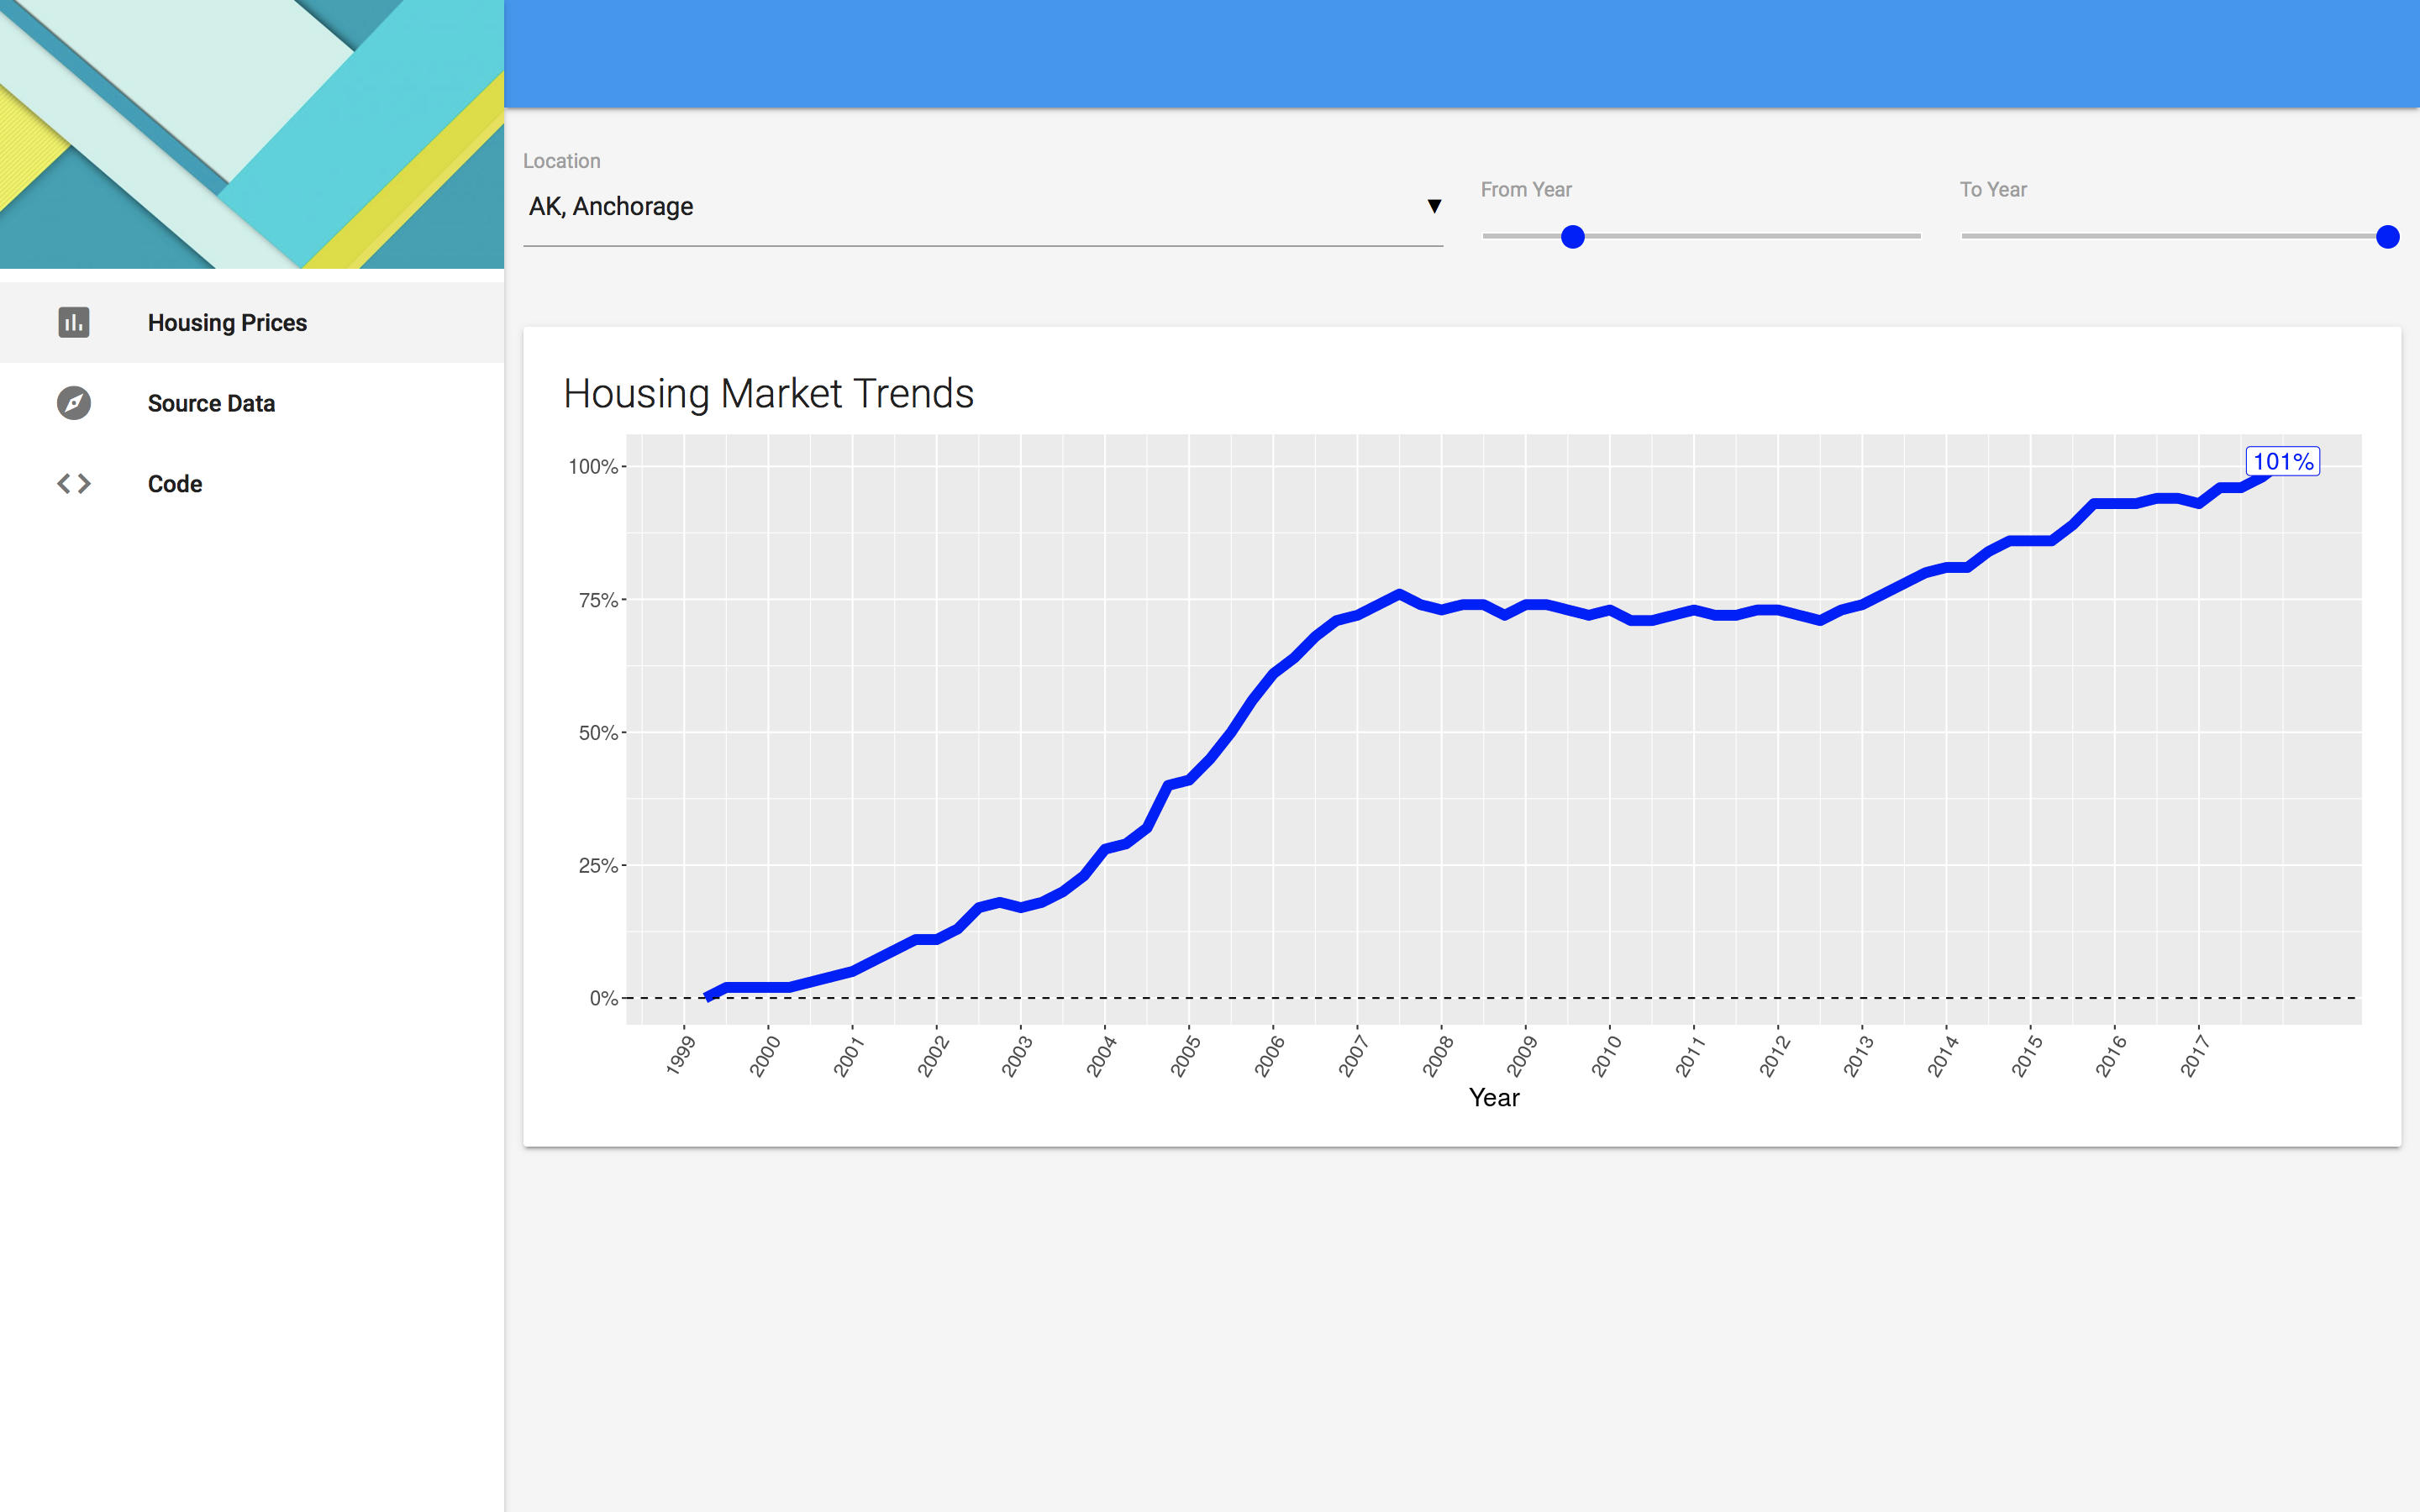 Location
AK, Anchorage ▼
From Year
To Year
Housing Prices
Source Data
Code
Housing Market Trends
100%
75%
50%
25%
0%
101%
1999 2000 2001 2002 2003 2004 2005 2006 2007 2008 2009 2010 2011 2012 2013 2014 2015 2016 2017
Year